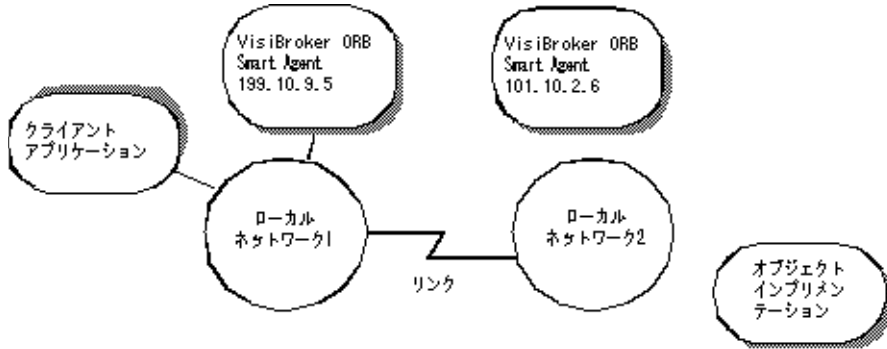 VisiBroker ORB
Smart Agent
199.10.9.5
VisiBroker ORB
Smart Agent
101.10.2.6
クライアント
アプリケーション
ローカル
ネットワーク1
ローカル
ネットワーク2
リンク
オブジェクト
インプリメン
テーション